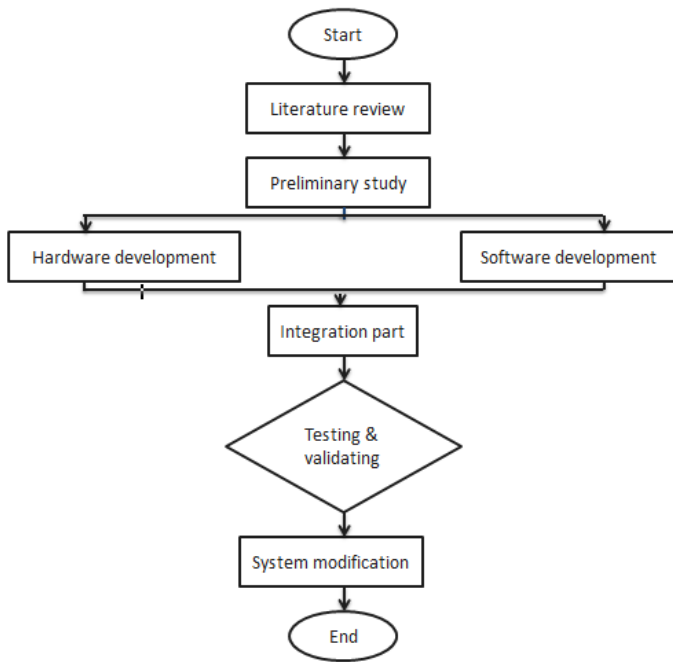 Start
Literature review
Preliminary study
Hardware development
Software development
Integration part
Testing &
validating
System modification
End